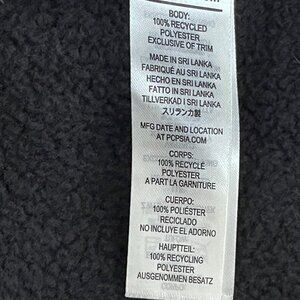 BODY:
100% RECYCLED
POLYESTER
EXCLUSIVE OF TRIM
MADE IN SRI LANKA
FABRIQUÉ AU SRI LANKA
HECHO EN SRI LANKA
FATTO IN SRI LANKA
TILLVERKAD I SRI LANKA
スリランカ製
MFG DATE AND LOCATION
AT PCPSIA.COM
CORPS:
100% RECYCLÉ
POLYESTER
A PART LA GARNITURE
CUERPO:
100% POLIÉSTER
RECICLADO
NO INCLUYE EL ADORNO
HAUPTTEIL:
100% RECYCLING
POLYESTER
AUSGENOMMEN BESATZ